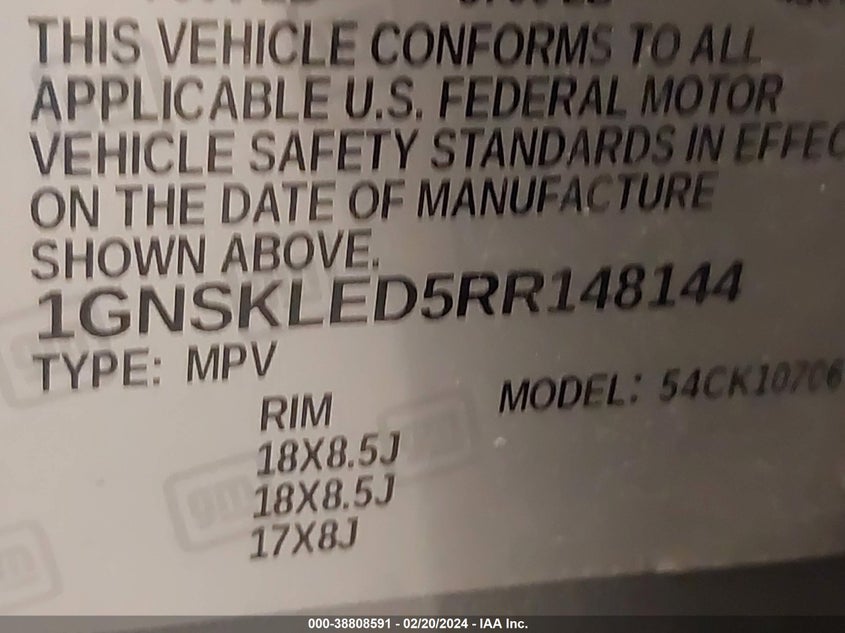 THIS VEHICLE CONFORMS TO ALL
APPLICABLE U.S. FEDERAL MOTOR
VEHICLE SAFETY STANDARDS IN EFFEC
ON THE DATE OF MANUFACTURE
SHOWN ABOVE.
1GNSKLED5RR148144
TYPE: MPV
MODEL: 54CK10706
RIM
18X8.5J
18X8.5J
gm
17X8J
000-38808591 - 02/20/2024 - IAA Inc.